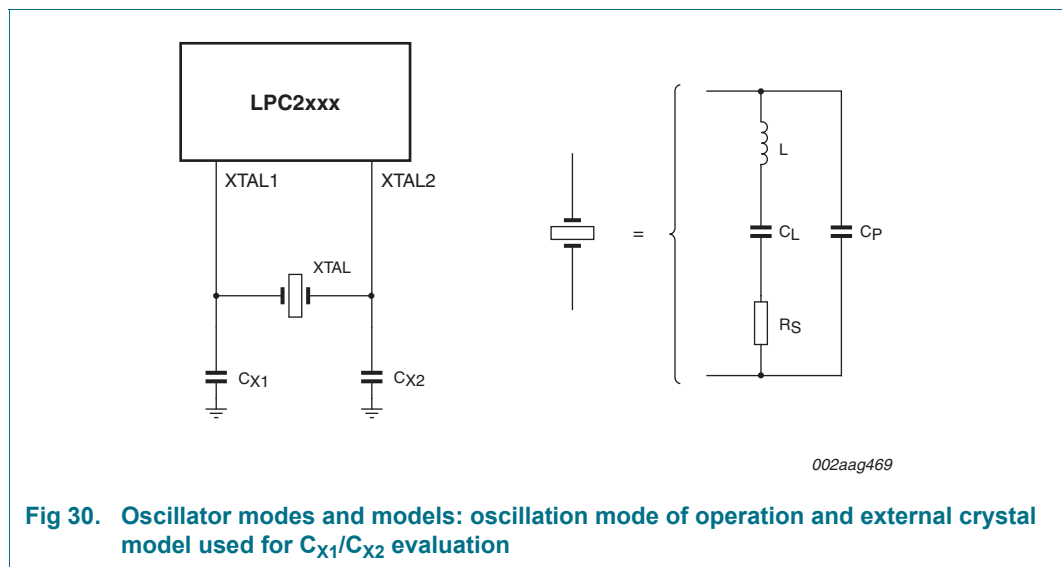 LPC2xxx
XTAL1
XTAL2
XTAL
CX1
CX2
=
L
CL
CP
RS
002aag469
Fig 30. Oscillator modes and models: oscillation mode of operation and external crystal
model used for CX1/CX2 evaluation